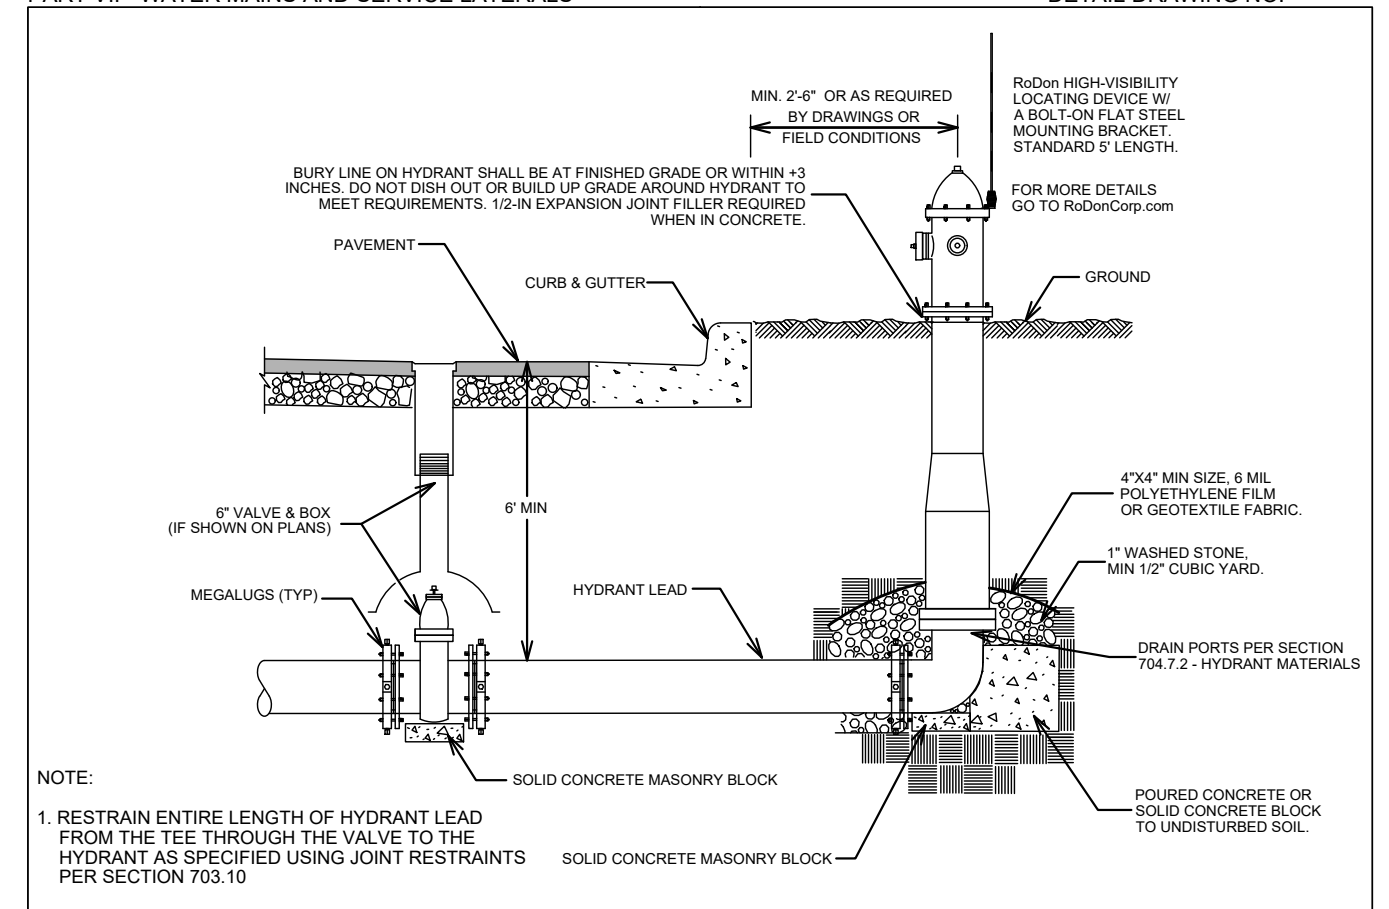 PART VII - WATER MAINS AND SERVICE LATERALS
DETAIL DRAWING NO.
MIN. 2'-6" OR AS REQUIRED
BY DRAWINGS OR
FIELD CONDITIONS
RoDon HIGH-VISIBILITY
LOCATING DEVICE W/
A BOLT-ON FLAT STEEL
MOUNTING BRACKET.
STANDARD 5' LENGTH.
FOR MORE DETAILS
GO TO RoDonCorp.com
BURY LINE ON HYDRANT SHALL BE AT FINISHED GRADE OR WITHIN +3
INCHES. DO NOT DISH OUT OR BUILD UP GRADE AROUND HYDRANT TO
MEET REQUIREMENTS. 1/2-IN EXPANSION JOINT FILLER REQUIRED
WHEN IN CONCRETE.
PAVEMENT
CURB & GUTTER
GROUND
6" VALVE & BOX
(IF SHOWN ON PLANS)
6' MIN
4"X4" MIN SIZE, 6 MIL
POLYETHYLENE FILM
OR GEOTEXTILE FABRIC.
1" WASHED STONE,
MIN 1/2" CUBIC YARD.
MEGALUGS (TYP)
HYDRANT LEAD
DRAIN PORTS PER SECTION
704.7.2 - HYDRANT MATERIALS
SOLID CONCRETE MASONRY BLOCK
POURED CONCRETE OR
SOLID CONCRETE BLOCK
TO UNDISTURBED SOIL.
SOLID CONCRETE MASONRY BLOCK
NOTE:
1. RESTRAIN ENTIRE LENGTH OF HYDRANT LEAD
FROM THE TEE THROUGH THE VALVE TO THE
HYDRANT AS SPECIFIED USING JOINT RESTRAINTS
PER SECTION 703.10